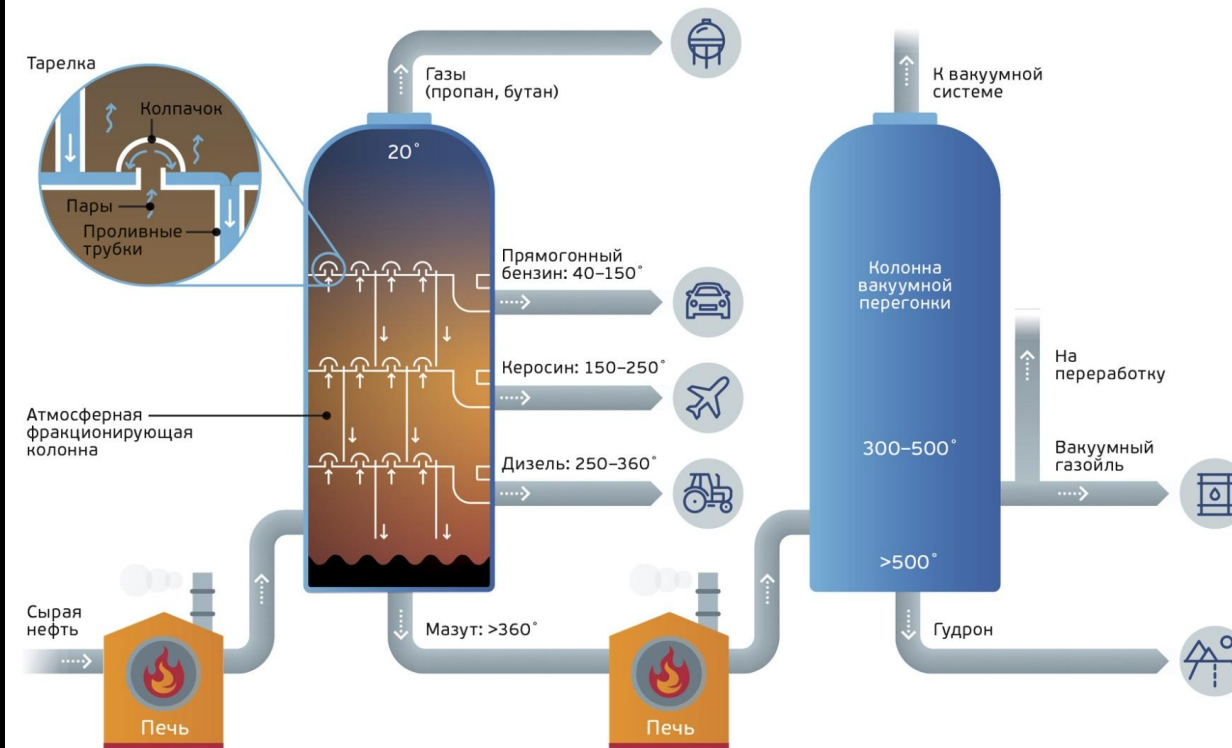 Тарелка
Колпачок
Пары
Проливные
трубки
Газы
(пропан, бутан)
20°
К вакуумной
системе
Прямогонный
бензин: 40–150°
Колонна
вакуумной
перегонки
Керосин: 150–250°
На
переработку
Атмосферная
фракционирующая
колонна
Дизель: 250–360°
300–500°
Вакуумный
газойль
>500°
Сырая
нефть
Мазут: >360°
Гудрон
Печь
Печь